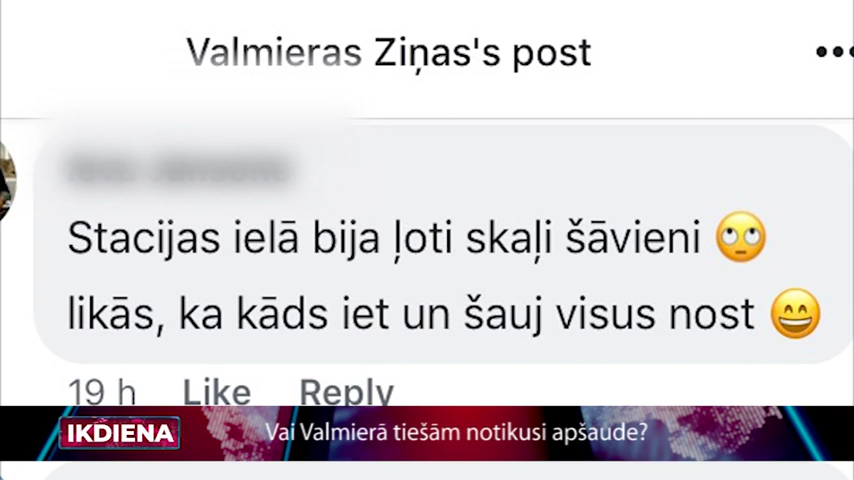 Valmieras Ziņas's post
Stacijas ielā bija ļoti skaļi šāvieni 🙄
likās, ka kāds iet un šauj visus nost 😄
19 h Like Reply
IKDIENA Vai Valmierā tiešām notikusi apšaude?